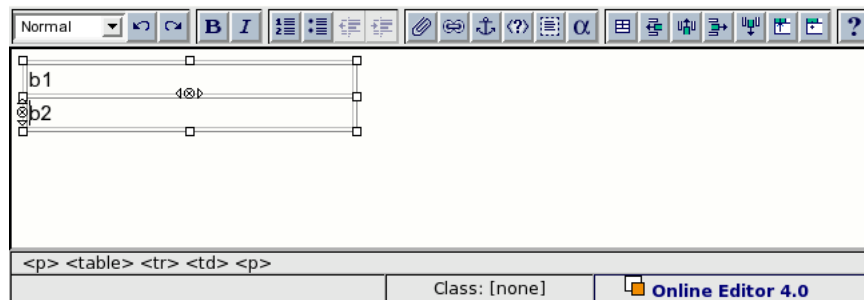 Normal B I <?> α ?
b1
b2
<p> <table> <tr> <td> <p>
Class: [none] Online Editor 4.0